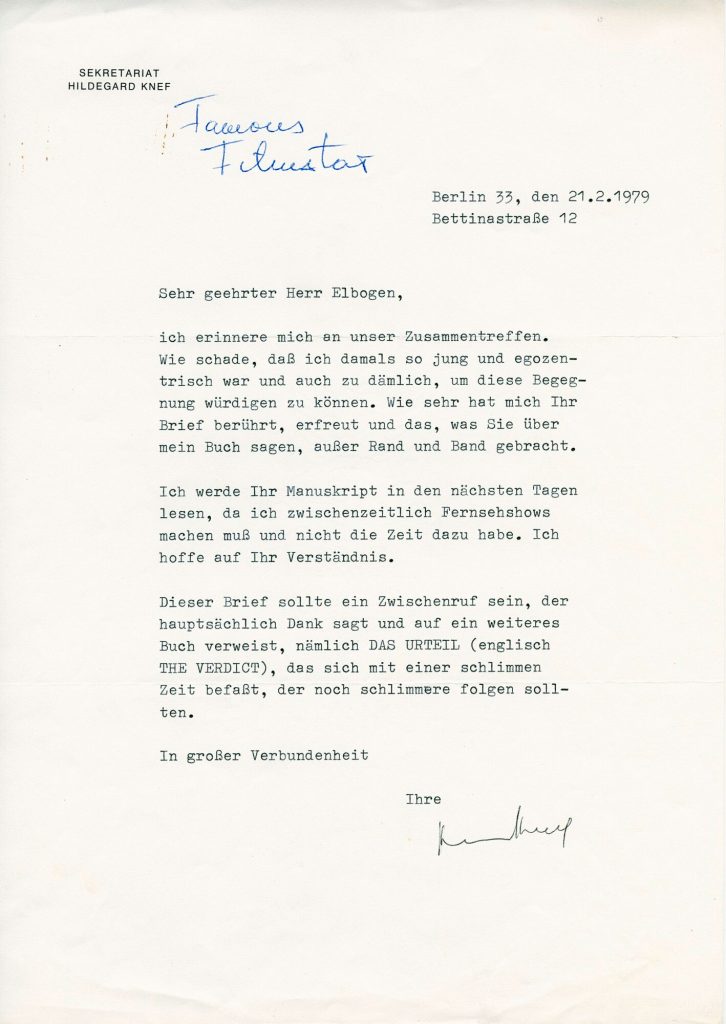 SEKRETARIAT
HILDEGARD KNEF
Famous
Filmstar
Berlin 33, den 21.2.1979
Bettinastraße 12
Sehr geehrter Herr Elbogen,
ich erinnere mich an unser Zusammentreffen.
Wie schade, daß ich damals so jung und egozen-
trisch war und auch zu dämlich, um diese Begeg-
nung würdigen zu können. Wie sehr hat mich Ihr
Brief berührt, erfreut und das, was Sie über
mein Buch sagen, außer Rand und Band gebracht.
Ich werde Ihr Manuskript in den nächsten Tagen
lesen, da ich zwischenzeitlich Fernsehshows
machen muß und nicht die Zeit dazu habe. Ich
hoffe auf Ihr Verständnis.
Dieser Brief sollte ein Zwischenruf sein, der
hauptsächlich Dank sagt und auf ein weiteres
Buch verweist, nämlich DAS URTEIL (englisch
THE VERDICT), das sich mit einer schlimmen
Zeit befaßt, der noch schlimmere folgen soll-
ten.
In großer Verbundenheit
Ihre